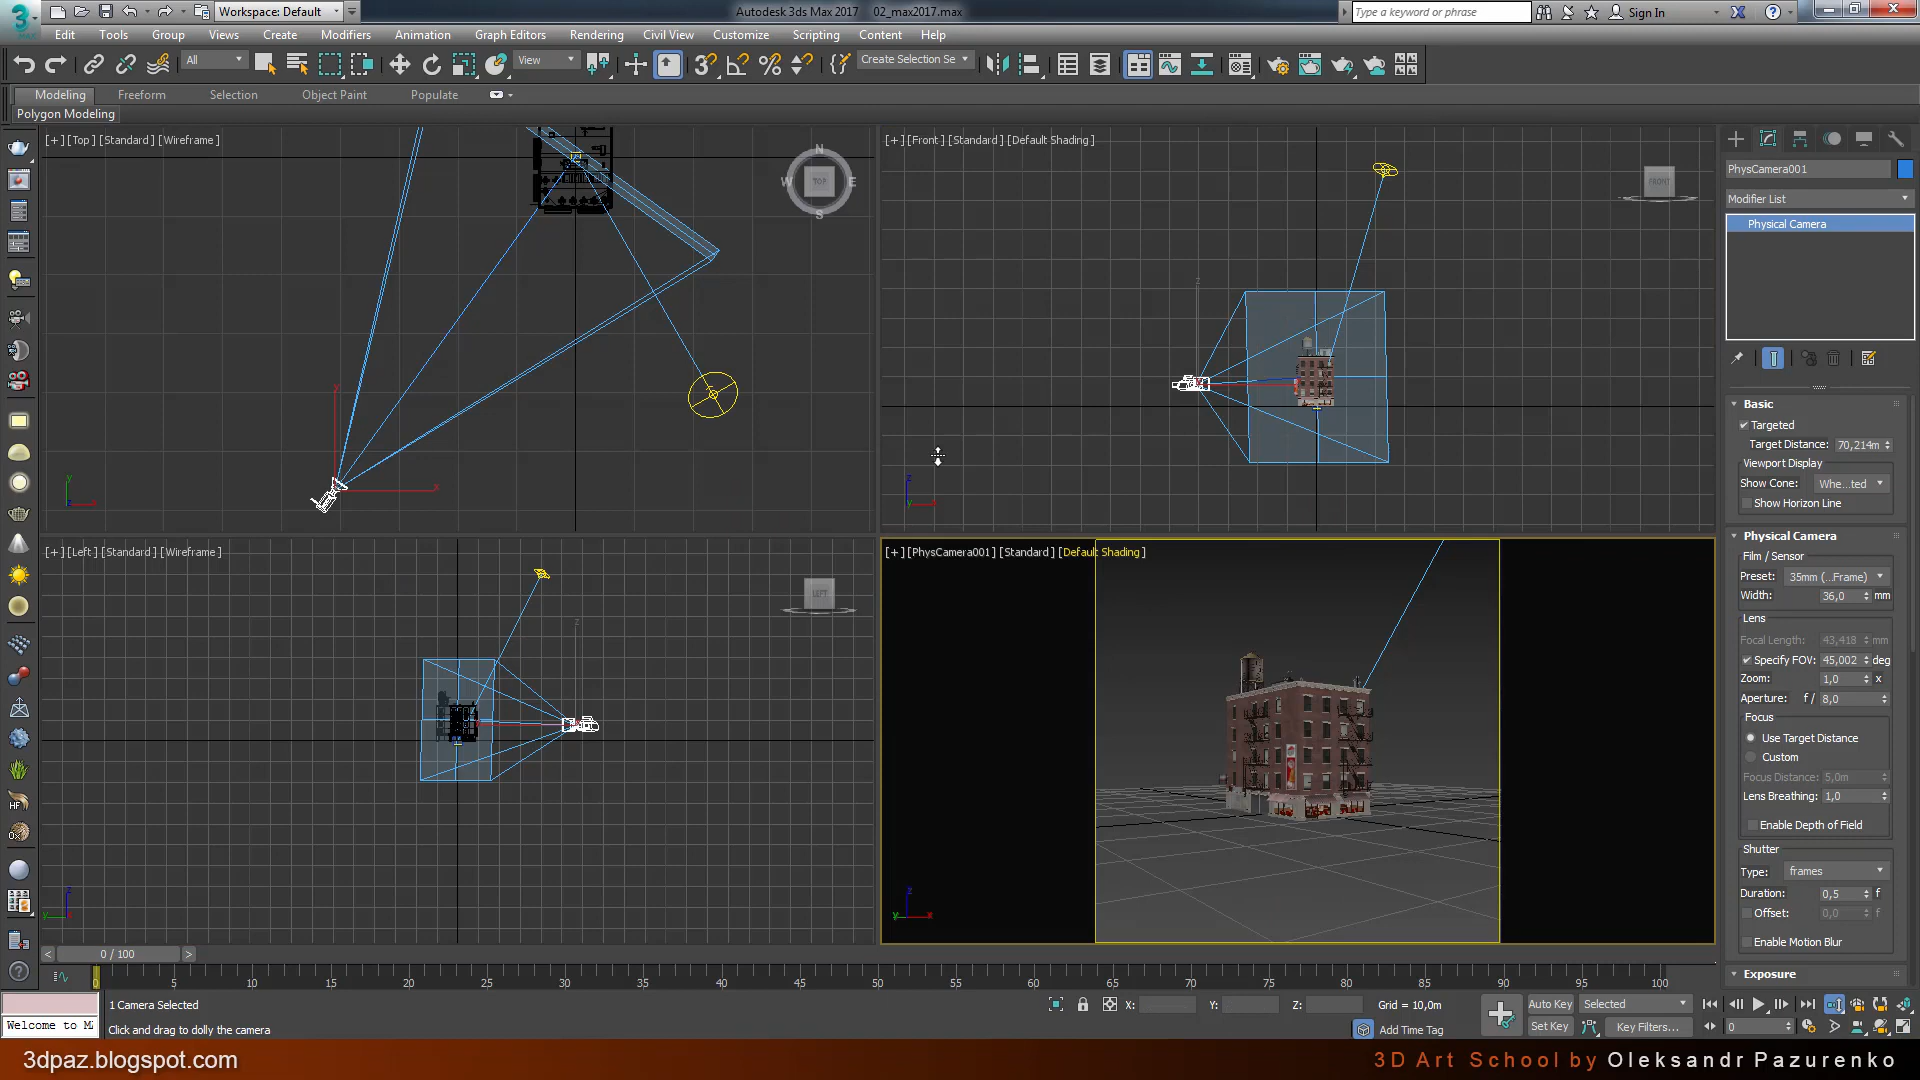 3
MAX
Workspace: Default
Autodesk 3ds Max 2017    02_max2017.max
Type a keyword or phrase
Sign In
Edit Tools Group Views Create Modifiers Animation Graph Editors Rendering Civil View Customize Scripting Content Help
All
View
Create Selection Se
Modeling Freeform Selection Object Paint Populate
Polygon Modeling
[+] [Top] [Standard] [Wireframe]
N
W TOP E
S
y
x
y
[+] [Front] [Standard] [Default Shading]
FRONT
z
z
y
[+] [Left] [Standard] [Wireframe]
LEFT
z
z
y
[+] [PhysCamera001] [Standard] [Default Shading]
z
y x
HF
Ox
PhysCamera001
Modifier List
Physical Camera
Basic
Targeted
Target Distance: 70,214m
Viewport Display
Show Cone: Whe...ted
Show Horizon Line
Physical Camera
Film / Sensor
Preset: 35mm (...Frame)
Width: 36,0 mm
Lens
Focal Length: 43,418 mm
Specify FOV: 45,002 deg
Zoom: 1,0 x
Aperture: f / 8,0
Focus
Use Target Distance
Custom
Focus Distance: 5,0m
Lens Breathing: 1,0
Enable Depth of Field
Shutter
Type: frames
Duration: 0,5 f
Offset: 0,0 f
Enable Motion Blur
Exposure
< 0 / 100 >
0 5 10 15 20 25 30 35 40 45 50 55 60 65 70 75 80 85 90 95 100
1 Camera Selected
X: Y: Z: Grid = 10,0m
Auto Key Selected
Welcome to M
Click and drag to dolly the camera
Add Time Tag
Set Key Key Filters...
0
3dpaz.blogspot.com
3D Art School by Oleksandr Pazurenko